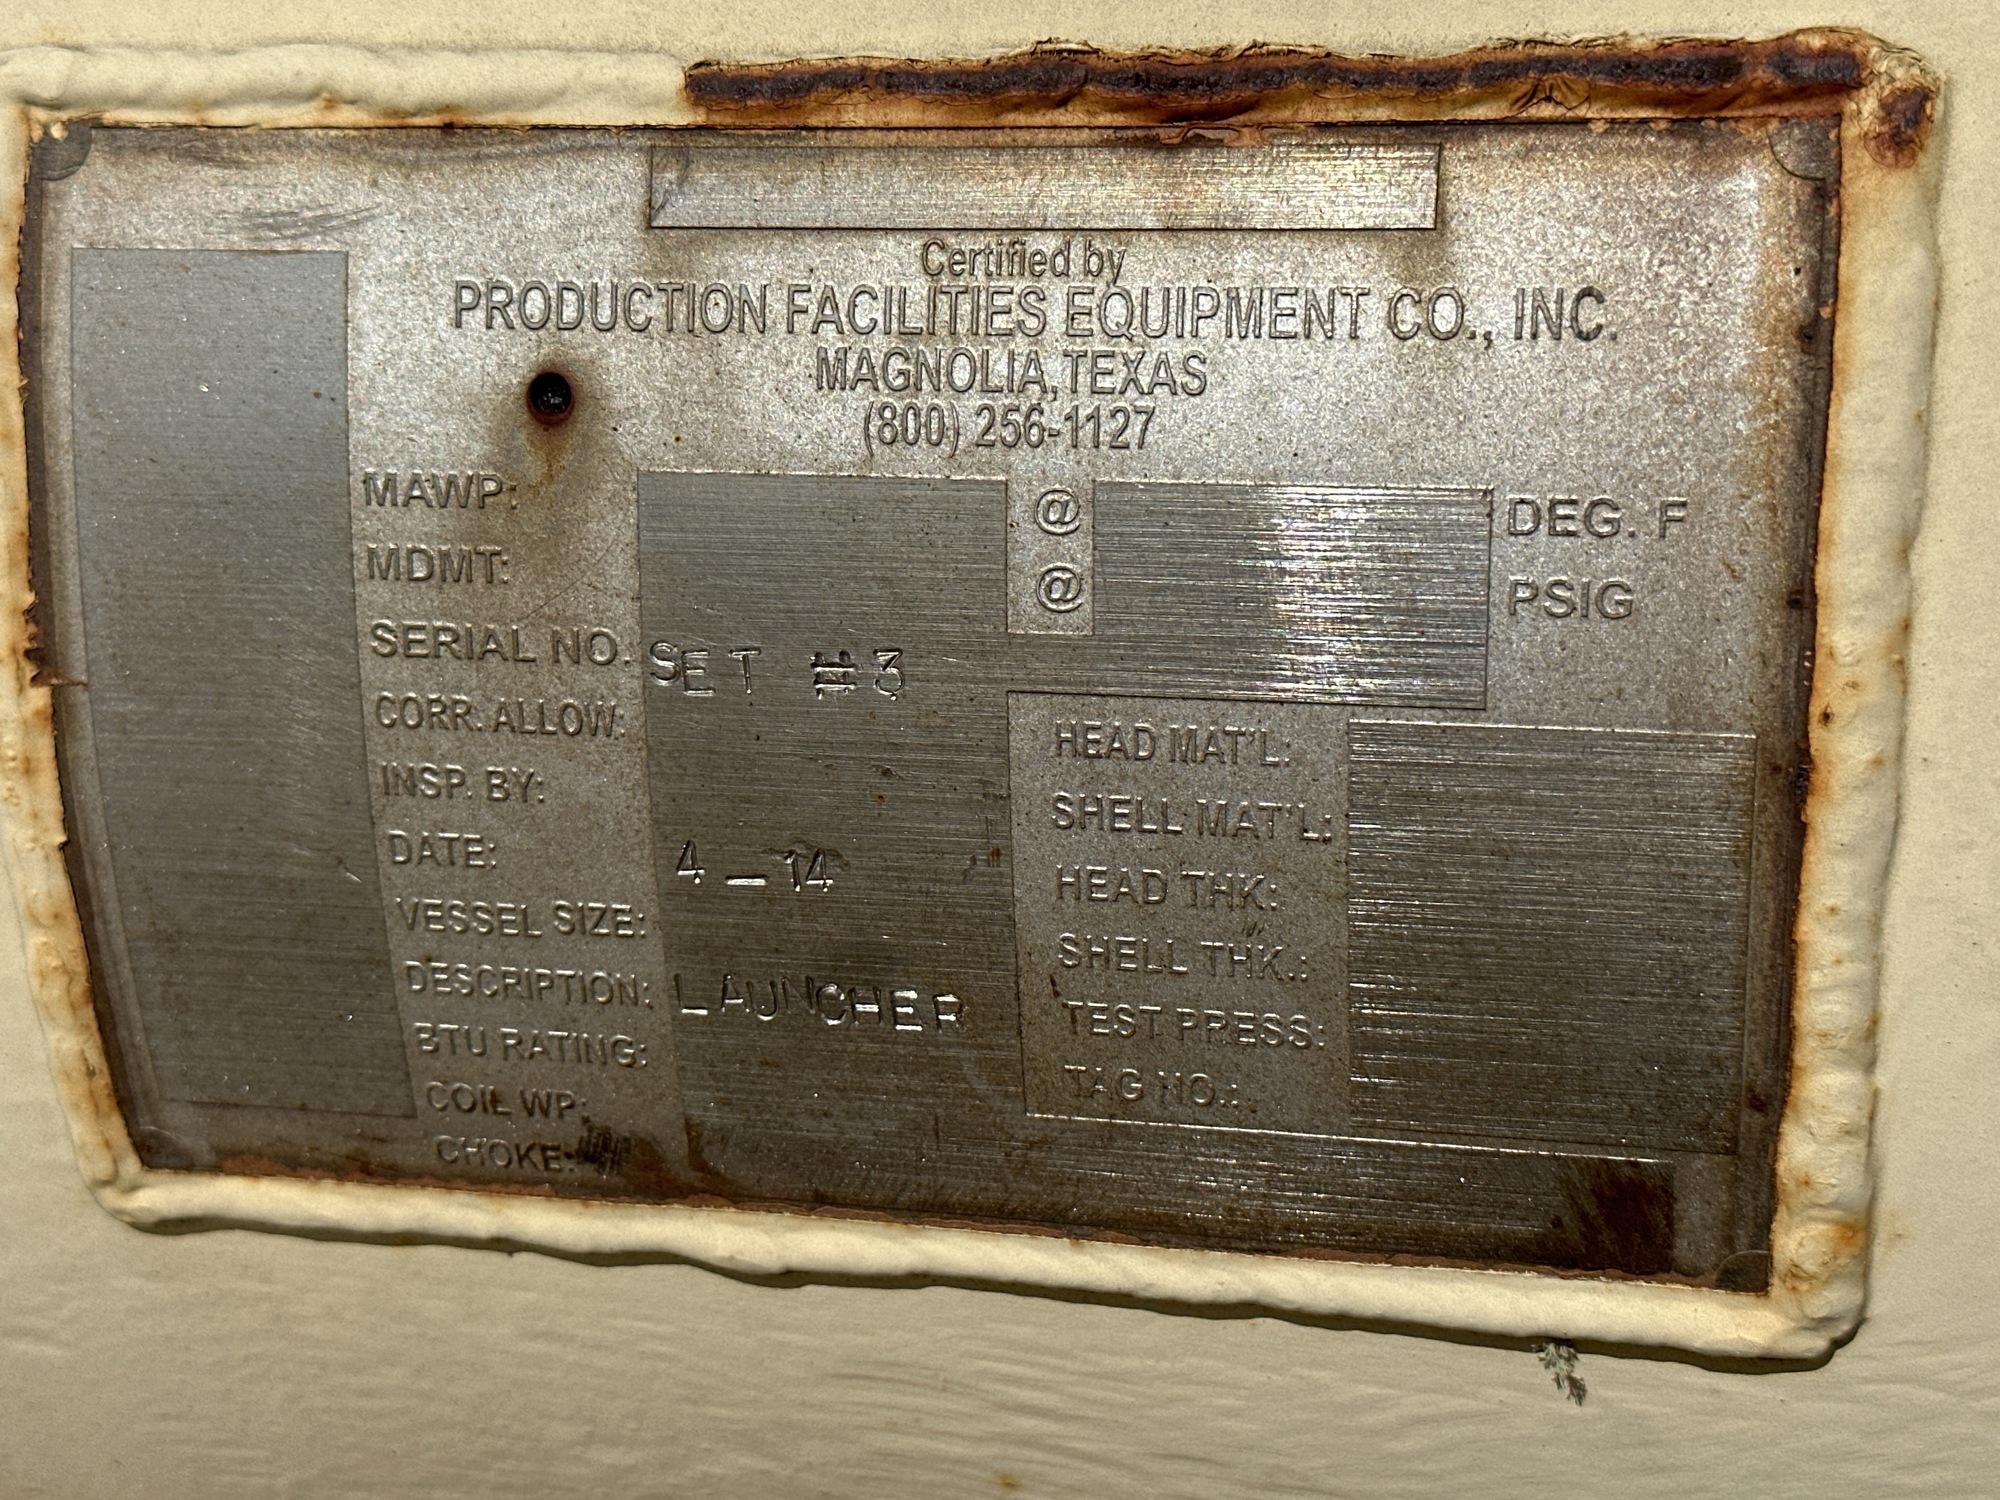 Certified by
PRODUCTION FACILITIES EQUIPMENT CO., INC.
MAGNOLIA, TEXAS
(800) 256-1127
MAWP: @ DEG. F
MDMT: @ PSIG
SERIAL NO. SET #3
CORR. ALLOW:
INSP. BY:
DATE: 4-14
VESSEL SIZE:
DESCRIPTION: LAUNCHER
BTU RATING:
COIL WP:
CHOKE:
HEAD MAT'L:
SHELL MAT'L:
HEAD THK:
SHELL THK.:
TEST PRESS:
TAG NO.: